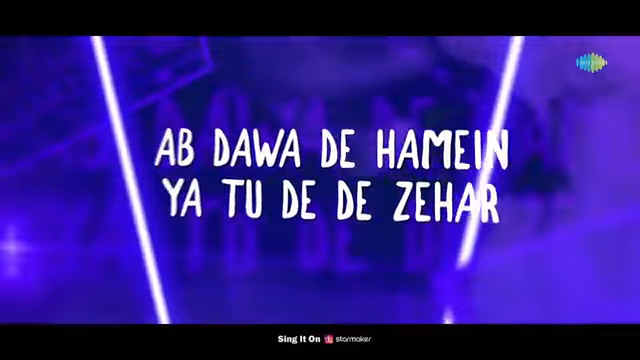 AB DAWA DE HAMEIN
YA TU DE DE ZEHAR
Sing It On starmaker